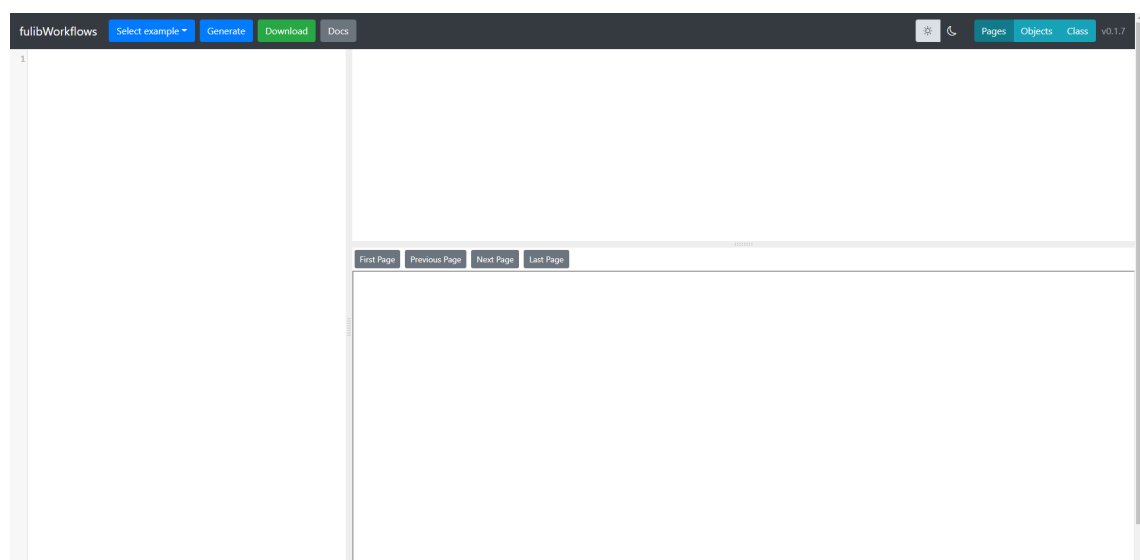 fulibWorkflows Select example Generate Download Docs Pages Objects Class v0.1.7
1
First Page Previous Page Next Page Last Page